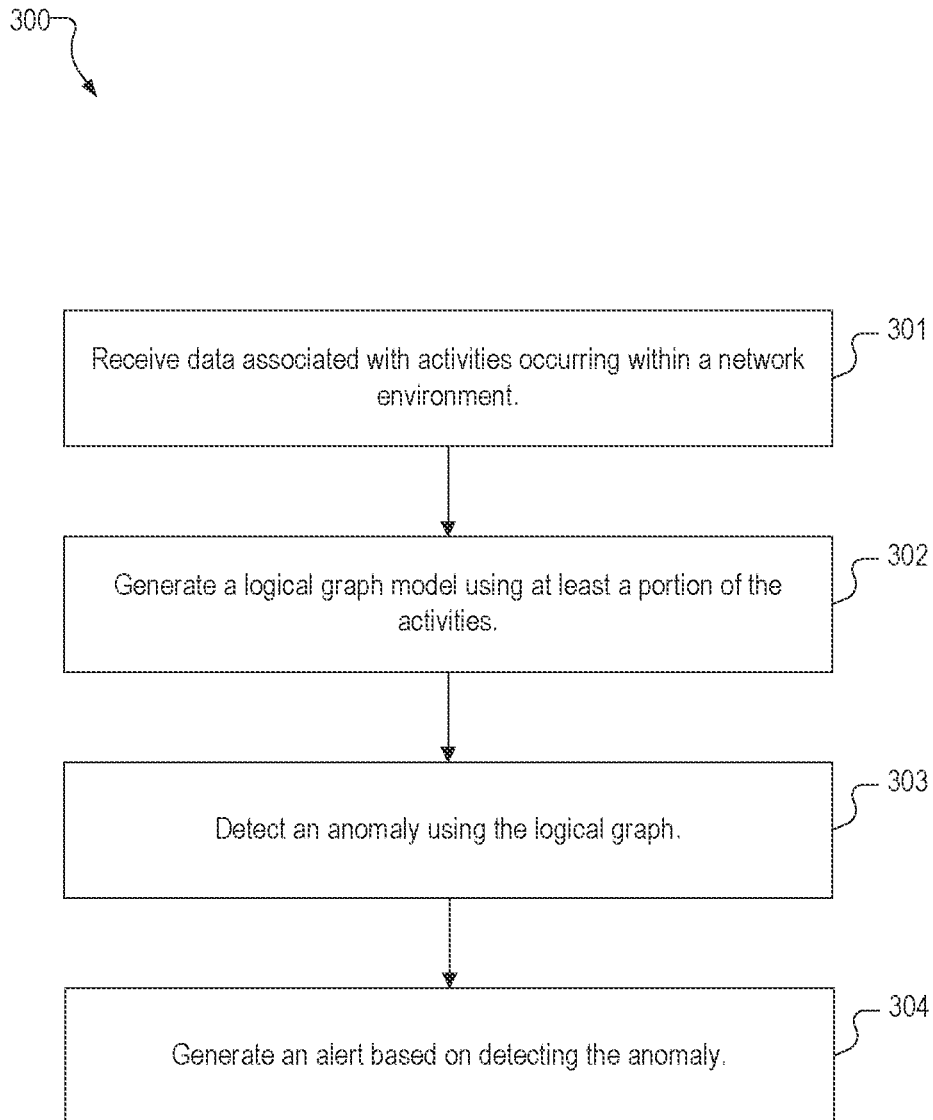 300
301
Receive data associated with activities occurring within a network
environment.
302
Generate a logical graph model using at least a portion of the
activities.
303
Detect an anomaly using the logical graph.
304
Generate an alert based on detecting the anomaly.